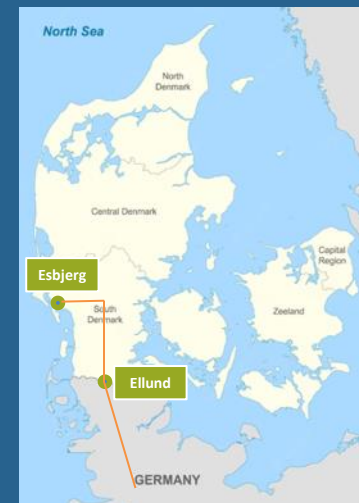 North Sea
North
Denmark
Central Denmark
Capital
Region
Esbjerg
South
Denmark
Zeeland
Ellund
GERMANY